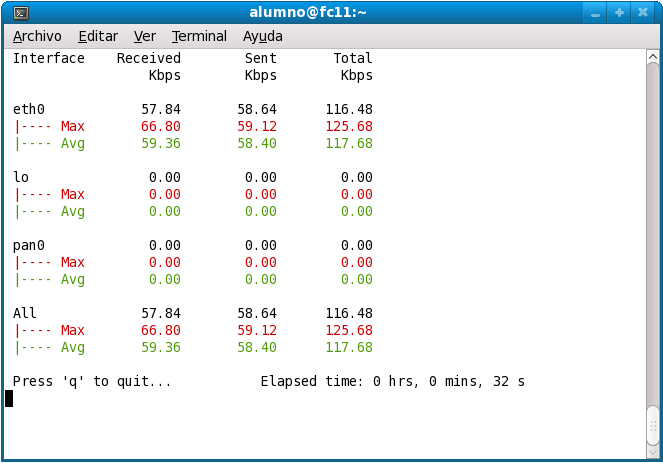 alumno@fc11:~
Archivo Editar Ver Terminal Ayuda
Interface Received Sent Total
Kbps Kbps Kbps
eth0 57.84 58.64 116.48
|---- Max 66.80 59.12 125.68
|---- Avg 59.36 58.40 117.68
lo 0.00 0.00 0.00
|---- Max 0.00 0.00 0.00
|---- Avg 0.00 0.00 0.00
pan0 0.00 0.00 0.00
|---- Max 0.00 0.00 0.00
|---- Avg 0.00 0.00 0.00
All 57.84 58.64 116.48
|---- Max 66.80 59.12 125.68
|---- Avg 59.36 58.40 117.68
Press 'q' to quit... Elapsed time: 0 hrs, 0 mins, 32 s